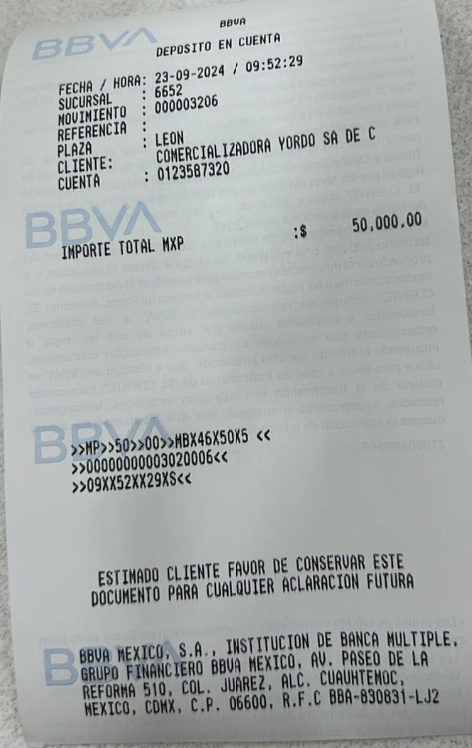 BBVA
BBVA
DEPOSITO EN CUENTA
FECHA / HORA: 23-09-2024 / 09:52:29
SUCURSAL : 6652
MOVIMIENTO : 000003206
REFERENCIA :
PLAZA : LEON
CLIENTE: COMERCIALIZADORA YORDO SA DE C
CUENTA : 0123587320
BBVA
IMPORTE TOTAL MXP :$ 50,000.00
BBVA
>>MP>>50>>00>>MBX46X50X5 <<
>>00000000003020006<<
>>09XX52XX29XS<<
ESTIMADO CLIENTE FAVOR DE CONSERVAR ESTE
DOCUMENTO PARA CUALQUIER ACLARACION FUTURA
BBVA
BBVA MEXICO, S.A., INSTITUCION DE BANCA MULTIPLE,
GRUPO FINANCIERO BBVA MEXICO, AV. PASEO DE LA
REFORMA 510, COL. JUAREZ, ALC. CUAUHTEMOC,
MEXICO, CDMX, C.P. 06600, R.F.C BBA-830831-LJ2